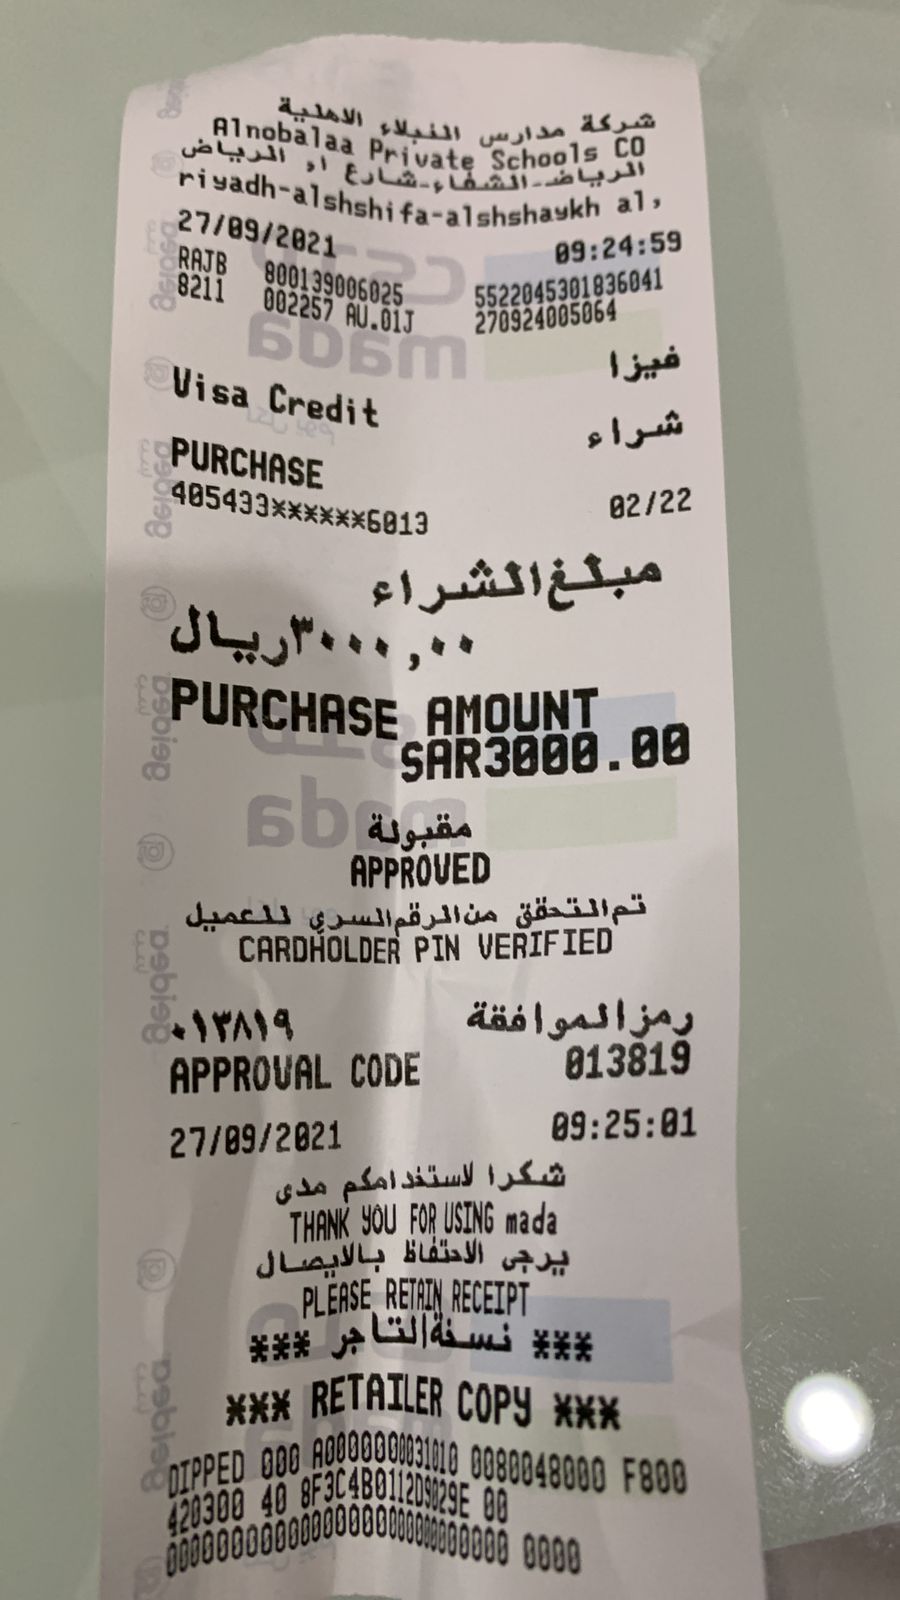 شركة مدارس النبلاء الاهلية
Alnobalaa Private Schools CO
الرياض-الشفاء-شارع ا, الرياض
riyadh-alshshifa-alshshaykh al,
27/09/2021 09:24:59
RAJB 800139006025 5522045301836041
8211 002257 AU.01J 270924005064
فيزا
Visa Credit
شراء
PURCHASE
405433******6013 02/22
مبلغ الشراء
٣٠٠٠,٠٠ ريال
PURCHASE AMOUNT
SAR3000.00
مقبولة
APPROVED
تم التحقق من الرقم السري للعميل
CARDHOLDER PIN VERIFIED
رمز الموافقة ٠١٣٨١٩
APPROVAL CODE 013819
27/09/2021 09:25:01
شكرا لاستخدامكم مدى
THANK YOU FOR USING mada
يرجى الاحتفاظ بالايصال
PLEASE RETAIN RECEIPT
*** نسخة التاجر ***
*** RETAILER COPY ***
DIPPED 000 A0000000031010 0080048000 F800
420300 40 8F3C4B0112D9029E 00